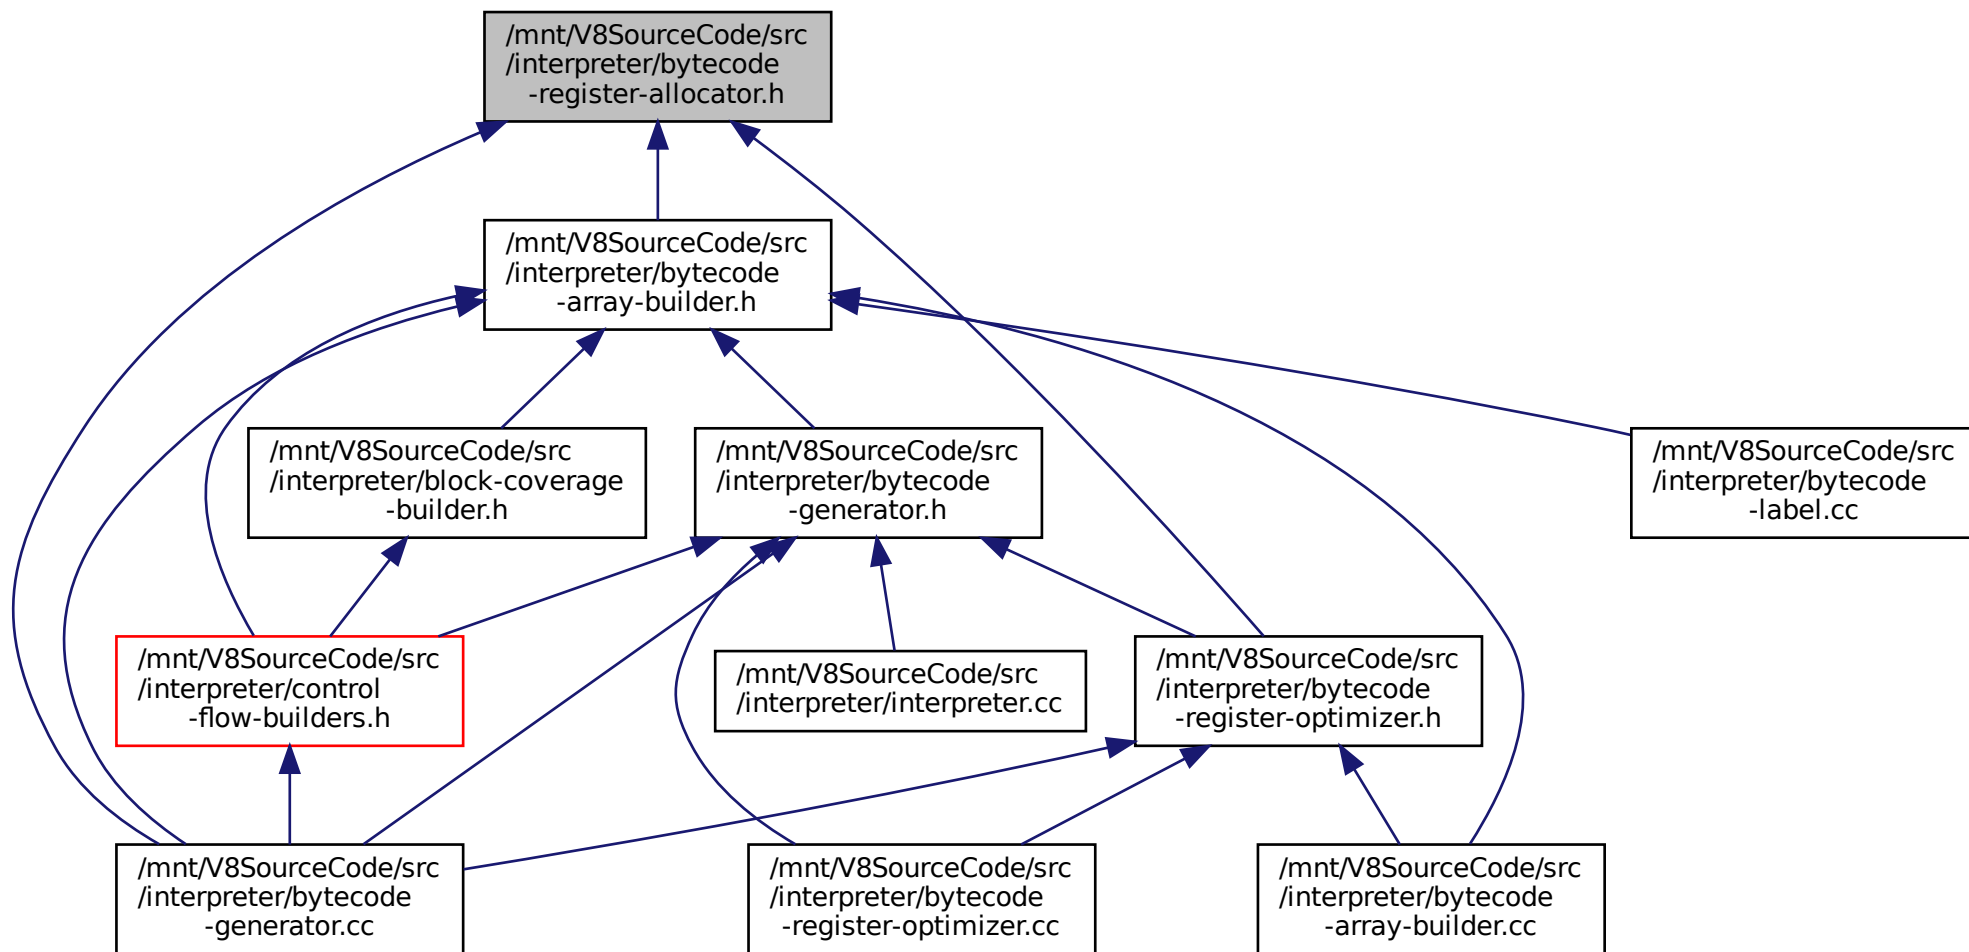 /mnt/V8SourceCode/src
/interpreter/bytecode
-register-allocator.h
/mnt/V8SourceCode/src
/interpreter/bytecode
-array-builder.h
/mnt/V8SourceCode/src
/interpreter/block-coverage
-builder.h
/mnt/V8SourceCode/src
/interpreter/bytecode
-generator.h
/mnt/V8SourceCode/src
/interpreter/bytecode
-label.cc
/mnt/V8SourceCode/src
/interpreter/control
-flow-builders.h
/mnt/V8SourceCode/src
/interpreter/interpreter.cc
/mnt/V8SourceCode/src
/interpreter/bytecode
-register-optimizer.h
/mnt/V8SourceCode/src
/interpreter/bytecode
-generator.cc
/mnt/V8SourceCode/src
/interpreter/bytecode
-register-optimizer.cc
/mnt/V8SourceCode/src
/interpreter/bytecode
-array-builder.cc